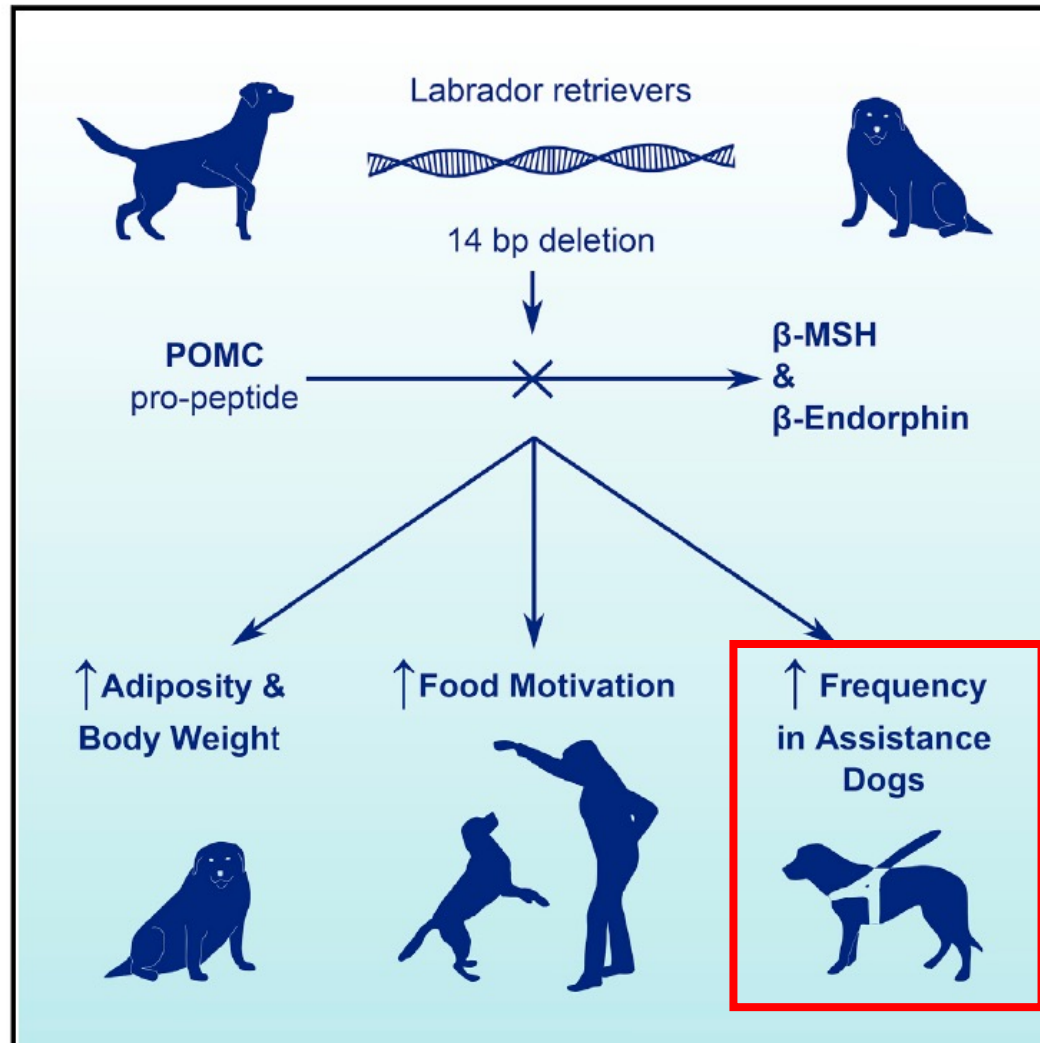 Labrador retrievers
14 bp deletion
POMC
pro-peptide
β-MSH
&
β-Endorphin
↑Adiposity &
Body Weight
↑Food Motivation
↑ Frequency
in Assistance
Dogs